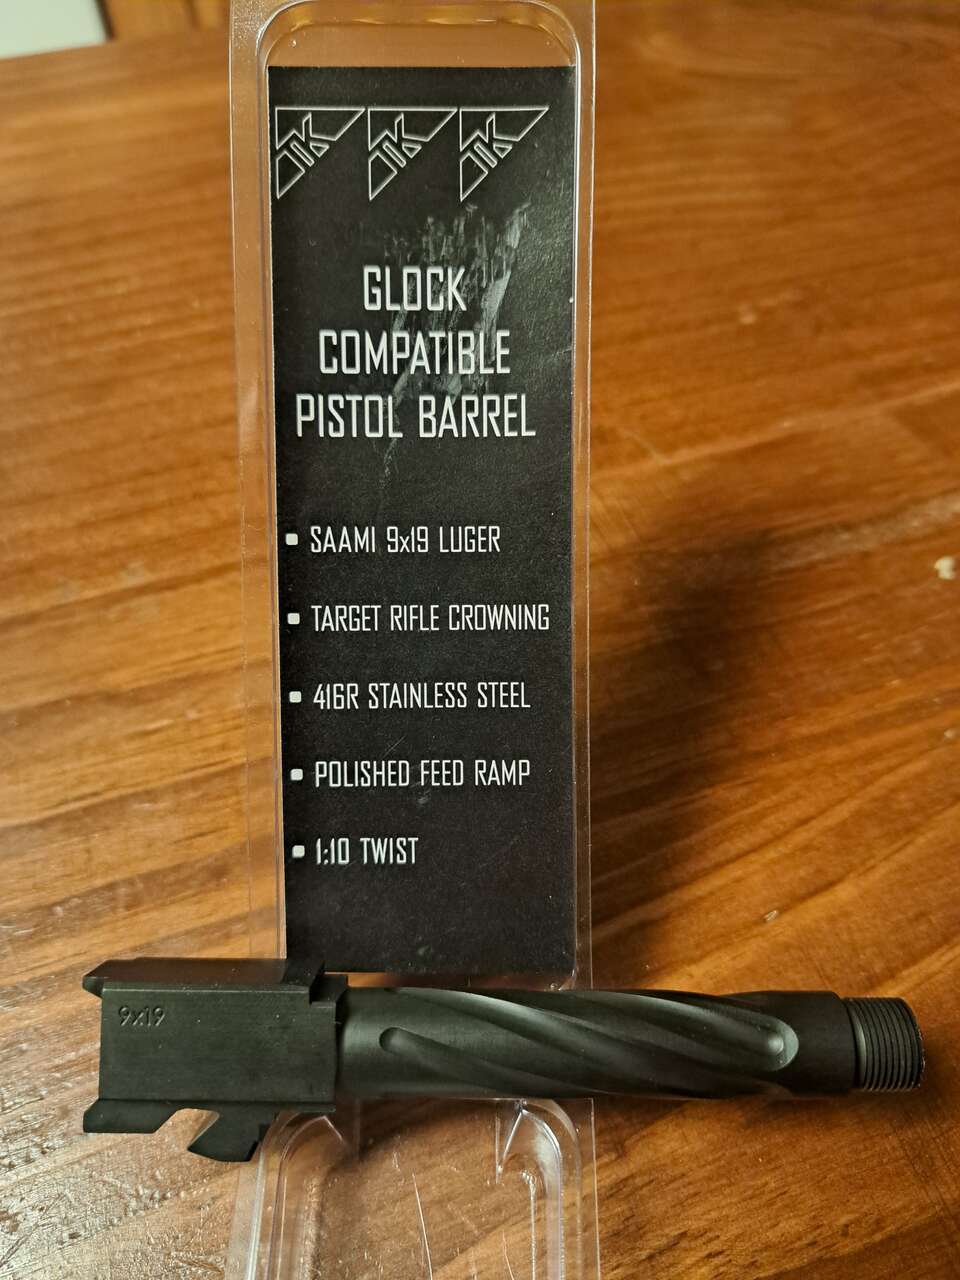 GLOCK
COMPATIBLE
PISTOL BARREL
SAAMI 9x19 LUGER
TARGET RIFLE CROWNING
416R STAINLESS STEEL
POLISHED FEED RAMP
1:10 TWIST
9x19